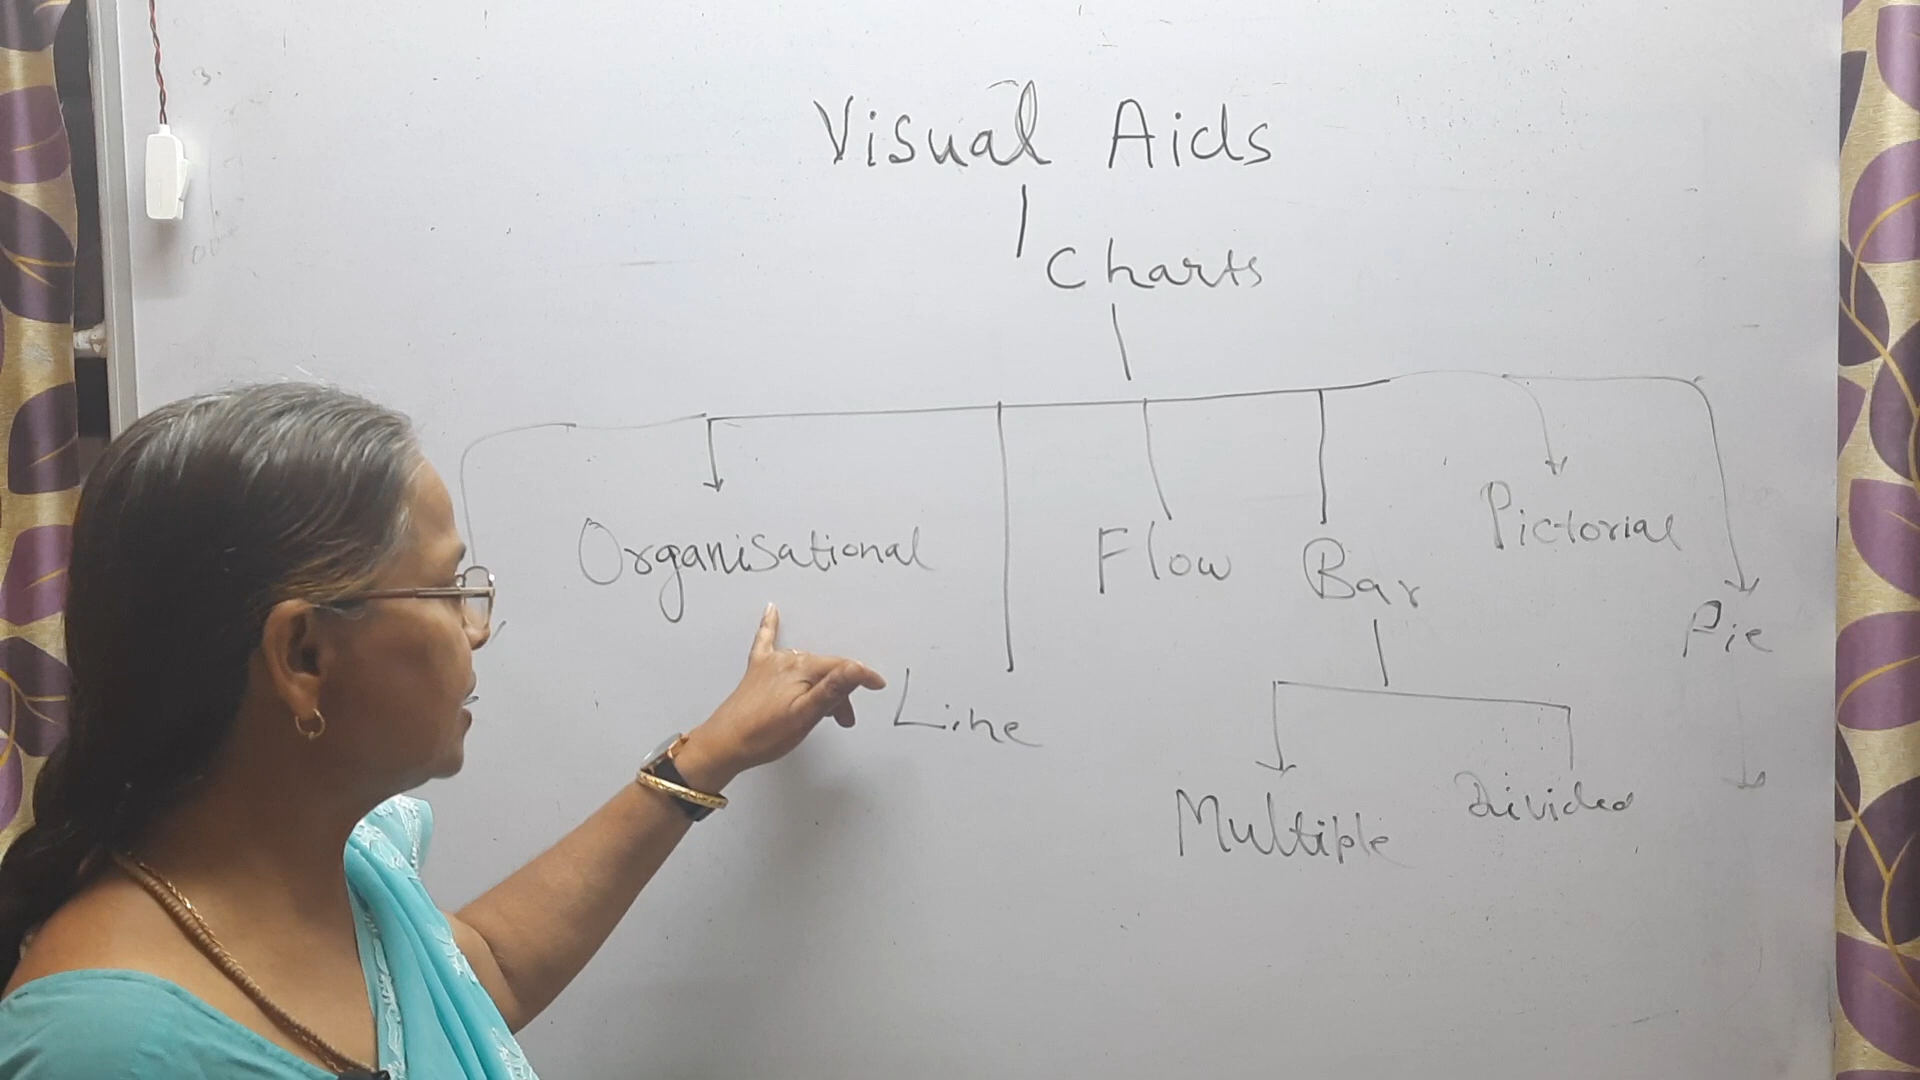 Visual Aids
Charts
Organisational
Line
Flow
Bar
Pictorial
Pie
Multiple
Divided